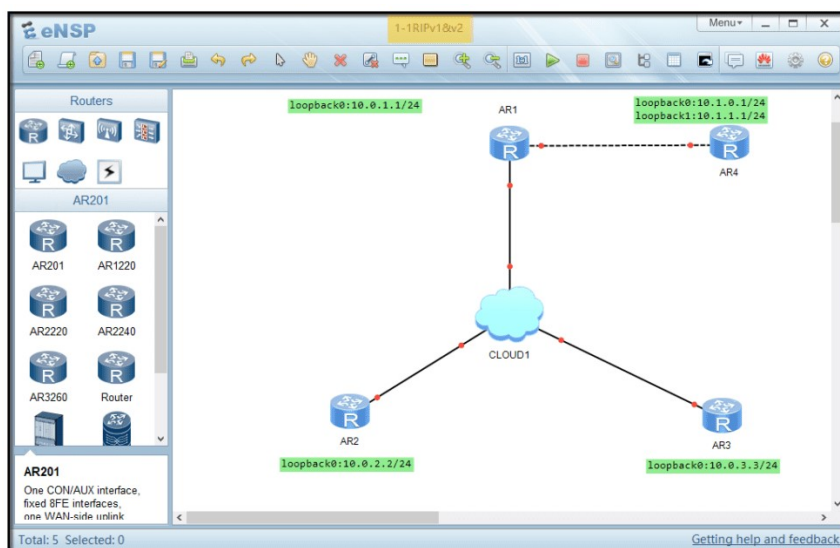 eNSP
1-1RIPv1&v2
Menu
Routers
R
AR201
R
R
AR201
AR1220
R
R
AR2220
AR2240
R
R
AR3260
Router
AR201
One CON/AUX interface,
fixed 8FE interfaces,
one WAN-side uplink
loopback0:10.0.1.1/24
AR1
R
loopback0:10.1.0.1/24
loopback1:10.1.1.1/24
R
AR4
CLOUD1
R
AR2
loopback0:10.0.2.2/24
R
AR3
loopback0:10.0.3.3/24
Total: 5 Selected: 0
Getting help and feedback